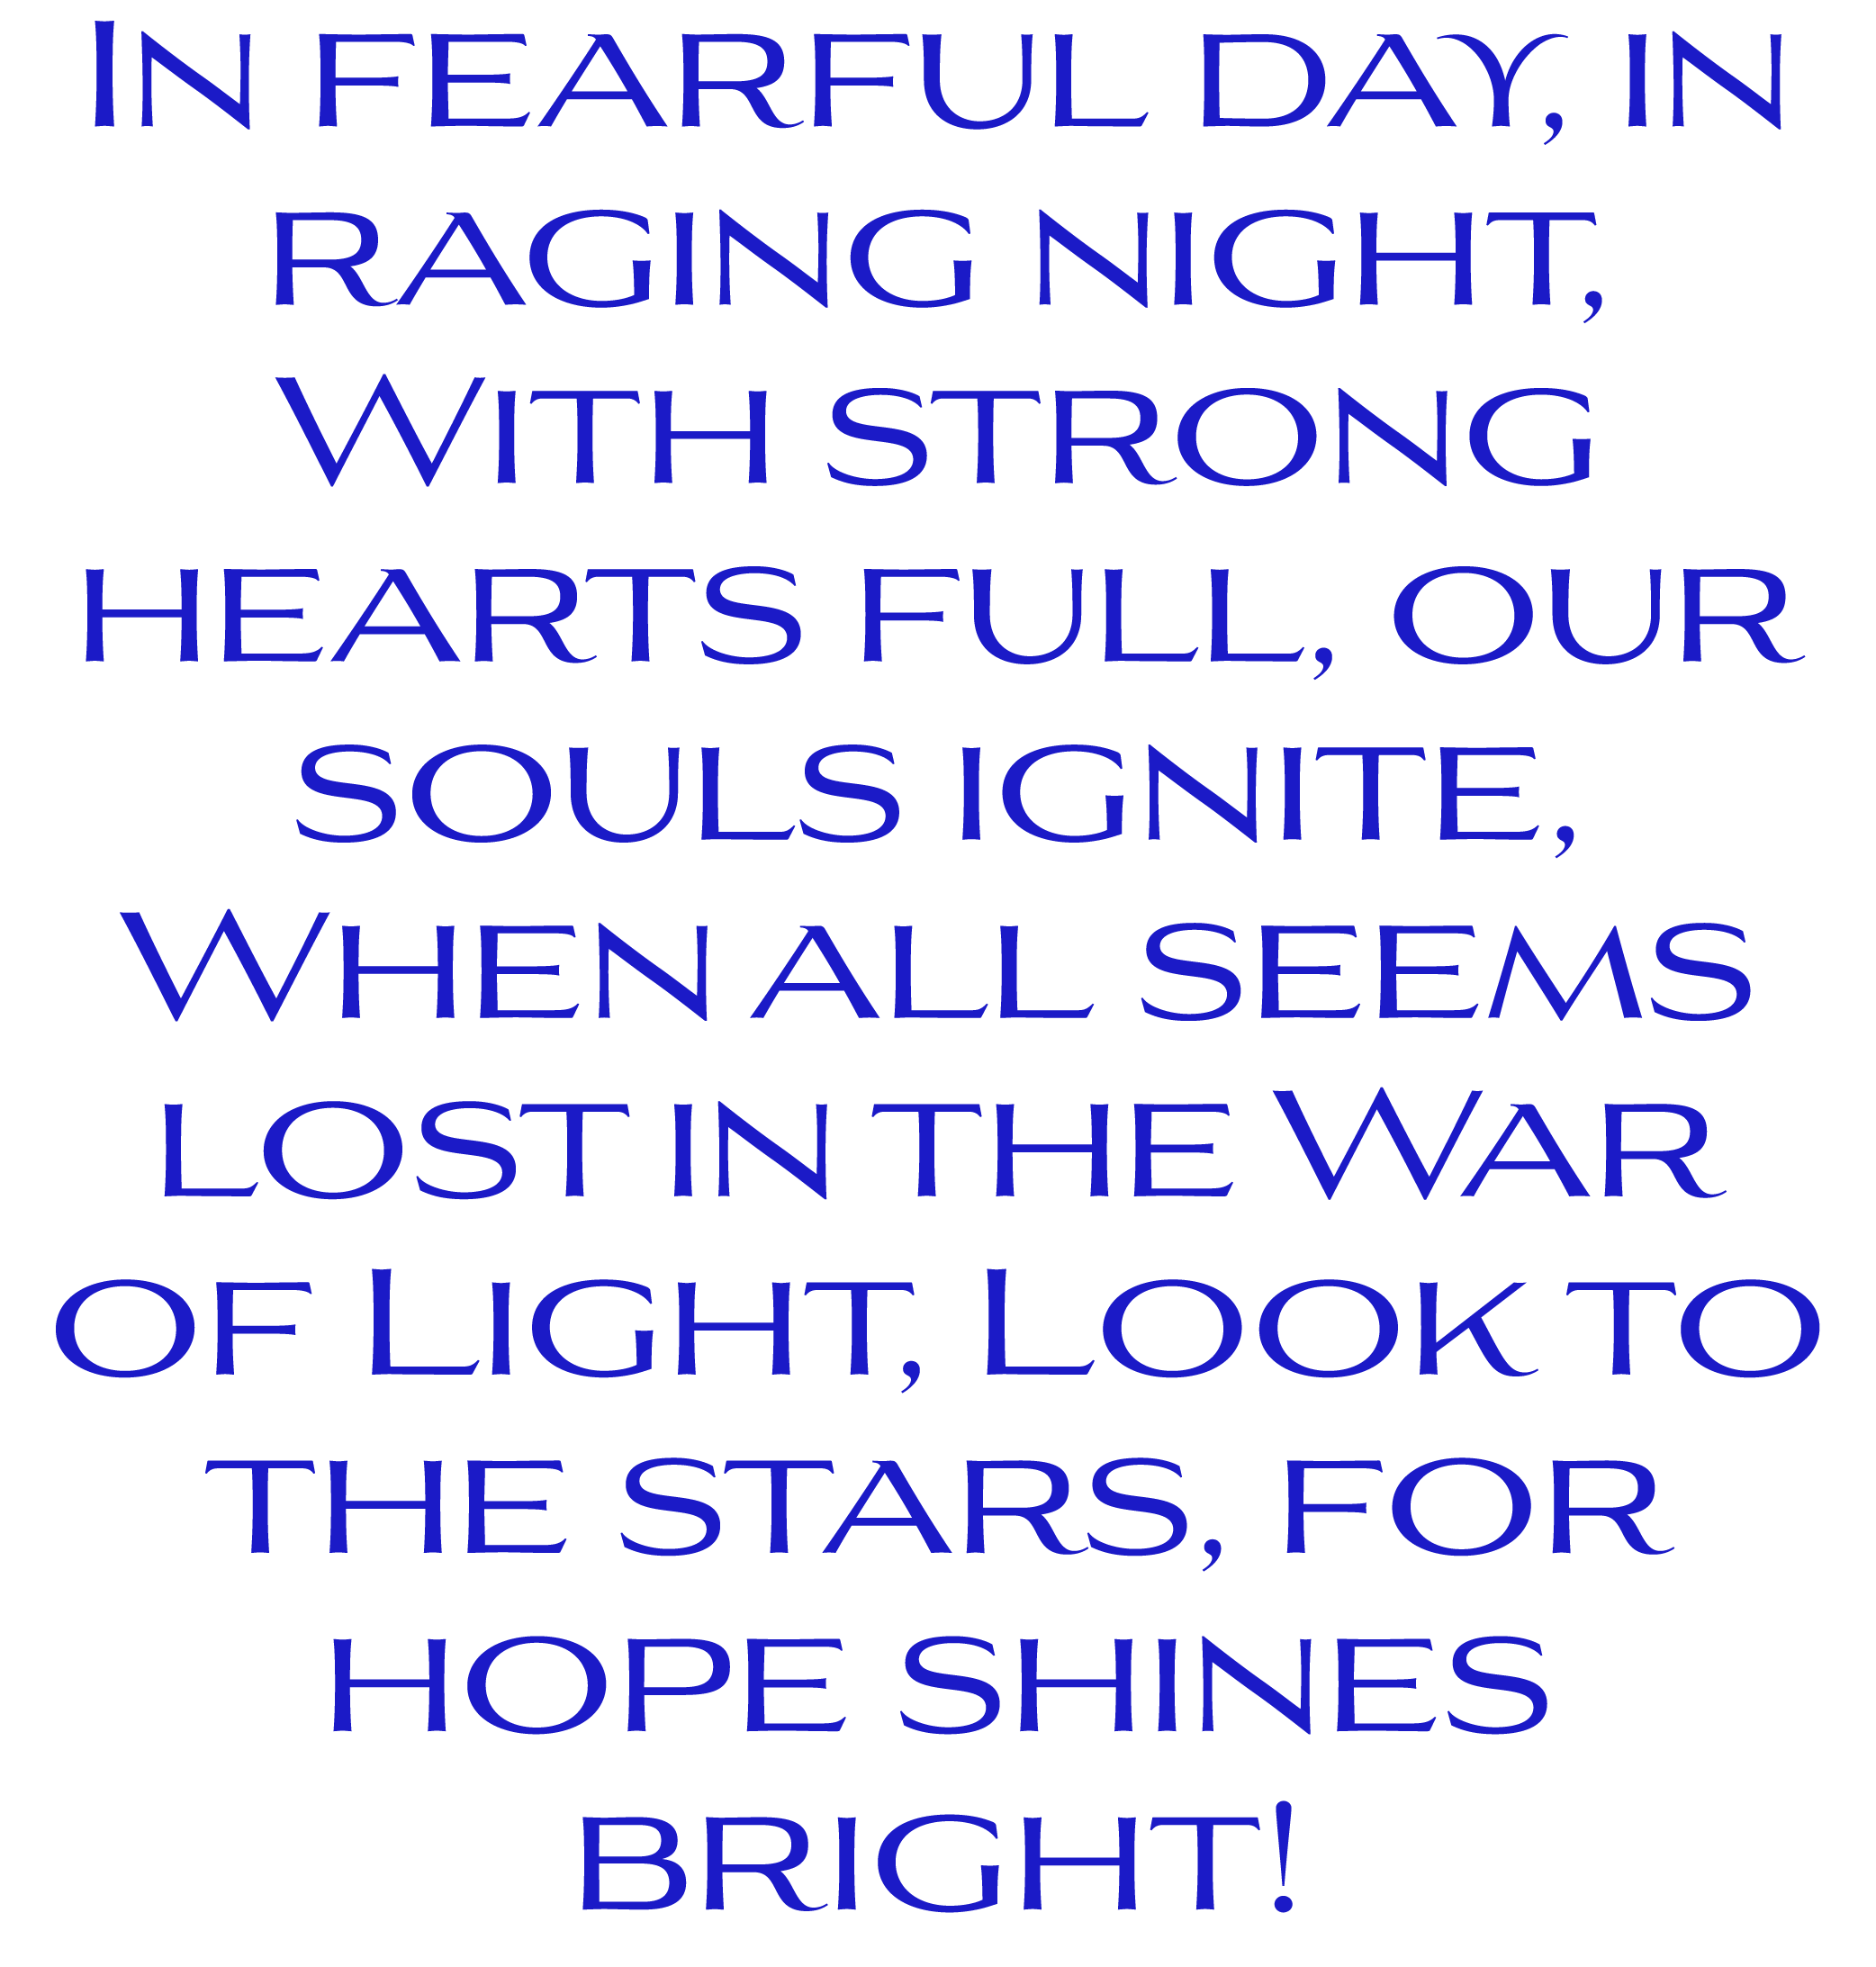 In fearful day, in
raging night,
With strong
hearts full, our
souls ignite,
When all seems
Lost in the War
of Light, Look to
the stars, for
hope shines
bright!